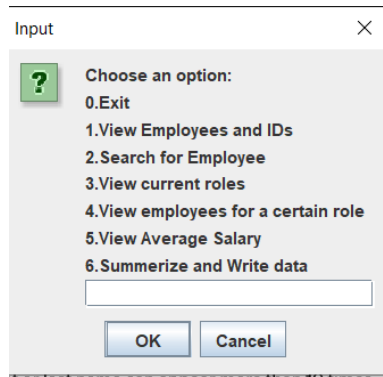 Input
Choose an option:
0.Exit
1.View Employees and IDs
2.Search for Employee
3.View current roles
4.View employees for a certain role
5.View Average Salary
6.Summerize and Write data
OK Cancel